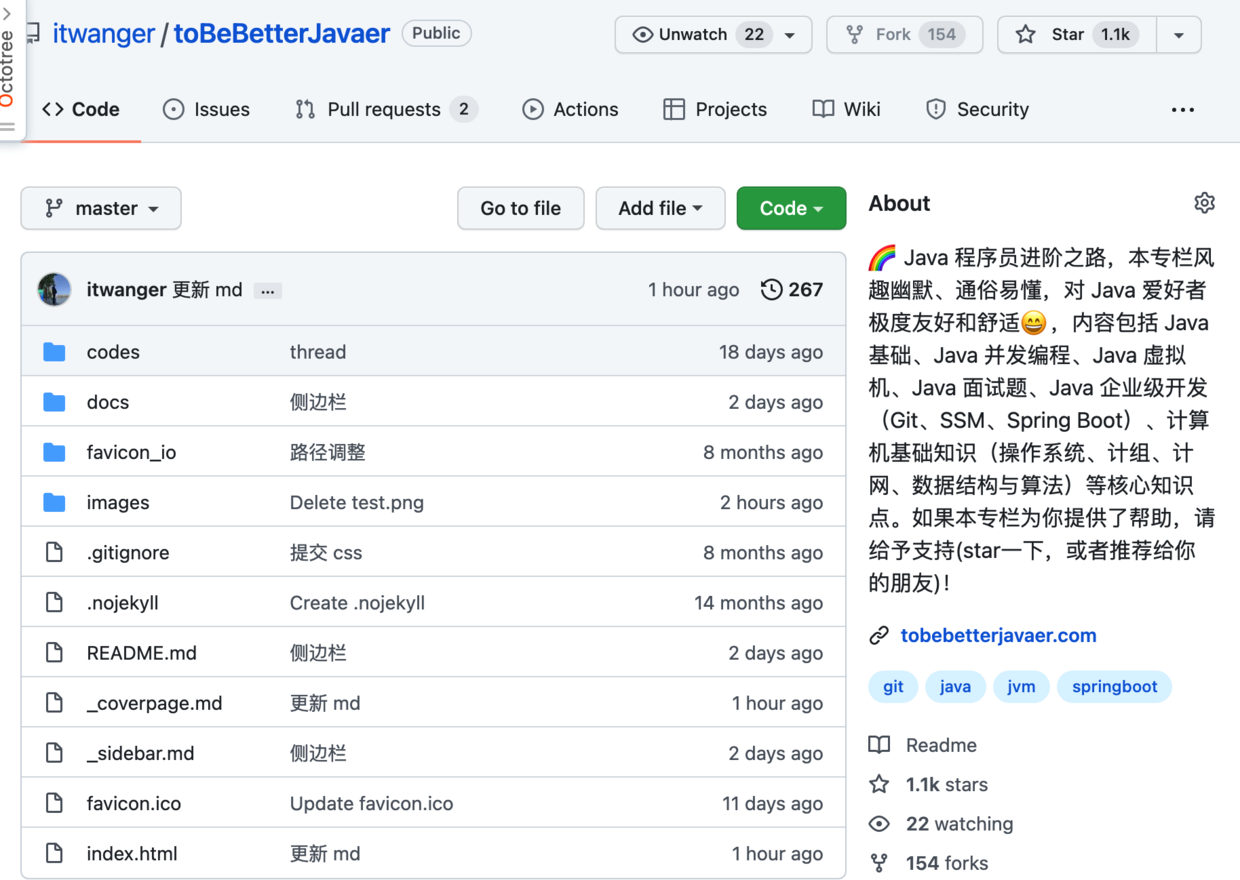 Octotree
itwanger / toBeBetterJavaer Public
Unwatch 22
Fork 154
Star 1.1k
Code
Issues
Pull requests 2
Actions
Projects
Wiki
Security
master
Go to file
Add file
Code
itwanger 更新 md ... 1 hour ago 267
codes thread 18 days ago
docs 侧边栏 2 days ago
favicon_io 路径调整 8 months ago
images Delete test.png 2 hours ago
.gitignore 提交 css 8 months ago
.nojekyll Create .nojekyll 14 months ago
README.md 侧边栏 2 days ago
_coverpage.md 更新 md 1 hour ago
_sidebar.md 侧边栏 2 days ago
favicon.ico Update favicon.ico 11 days ago
index.html 更新 md 1 hour ago
About
🌈 Java 程序员进阶之路，本专栏风
趣幽默、通俗易懂，对 Java 爱好者
极度友好和舒适😄，内容包括 Java
基础、Java 并发编程、Java 虚拟
机、Java 面试题、Java 企业级开发
（Git、SSM、Spring Boot）、计算
机基础知识（操作系统、计组、计
网、数据结构与算法）等核心知识
点。如果本专栏为你提供了帮助，请
给予支持(star一下，或者推荐给你
的朋友)！
tobebetterjavaer.com
git java jvm springboot
Readme
1.1k stars
22 watching
154 forks